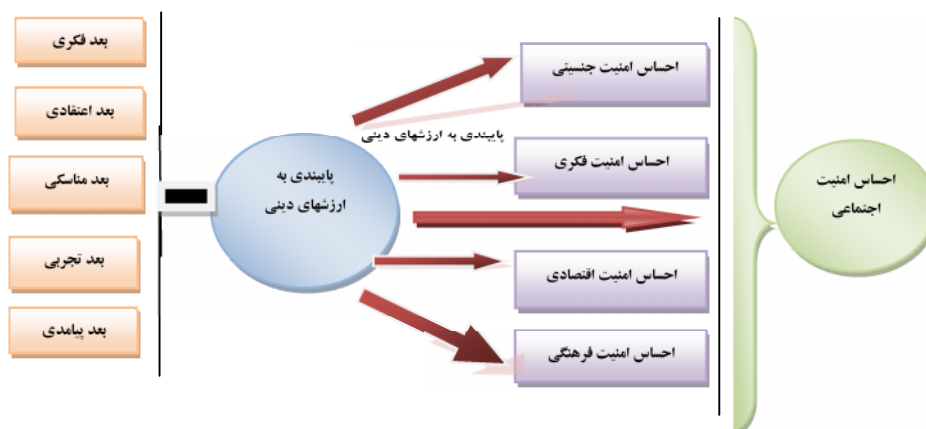 بعد فکری
بعد اعتقادی
بعد مناسکی
بعد تجربی
بعد پیامدی
پایبندی به
ارزشهای دینی
پایبندی به ارزشهای دینی
احساس امنیت جنسیتی
احساس امنیت فکری
احساس امنیت اقتصادی
احساس امنیت فرهنگی
احساس امنیت
اجتماعی